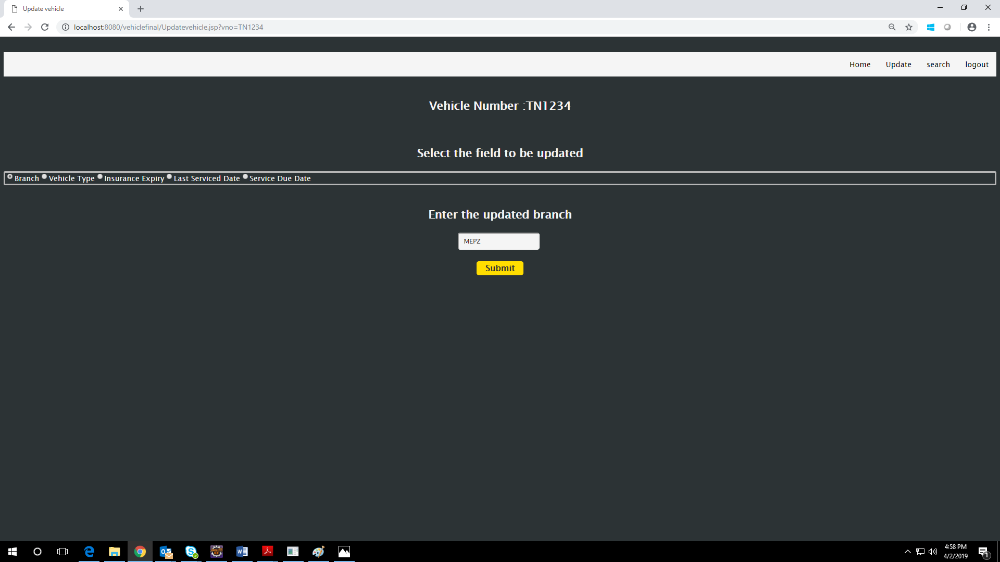 Update vehicle
localhost:8080/vehiclefinal/Updatevehicle.jsp?vno=TN1234
Home Update search logout
Vehicle Number :TN1234
Select the field to be updated
Branch Vehicle Type Insurance Expiry Last Serviced Date Service Due Date
Enter the updated branch
MEPZ
Submit
4:58 PM
4/2/2019
1